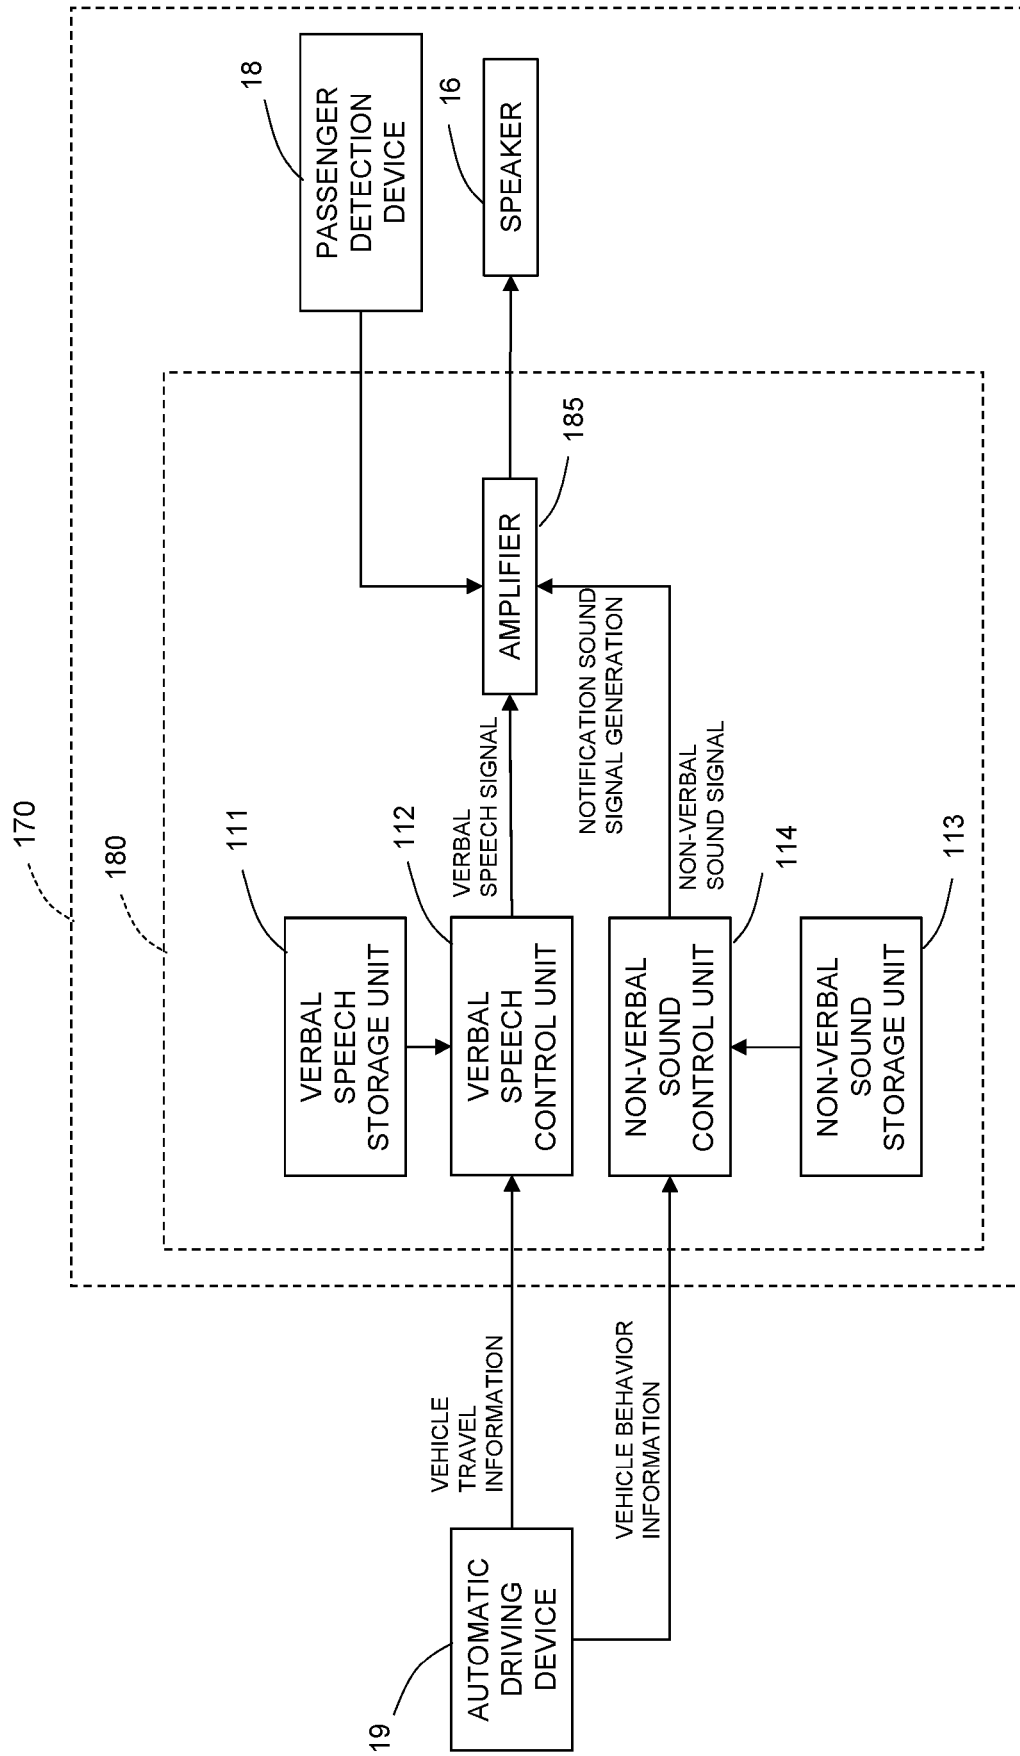 170
180
19
AUTOMATIC
DRIVING
DEVICE
VEHICLE
TRAVEL
INFORMATION
VEHICLE BEHAVIOR
INFORMATION
111
VERBAL
SPEECH
STORAGE UNIT
112
VERBAL
SPEECH
CONTROL UNIT
114
NON-VERBAL
SOUND
CONTROL UNIT
113
NON-VERBAL
SOUND
STORAGE UNIT
VERBAL
SPEECH SIGNAL
NOTIFICATION SOUND
SIGNAL GENERATION
NON-VERBAL
SOUND SIGNAL
AMPLIFIER
185
18
PASSENGER
DETECTION
DEVICE
16
SPEAKER